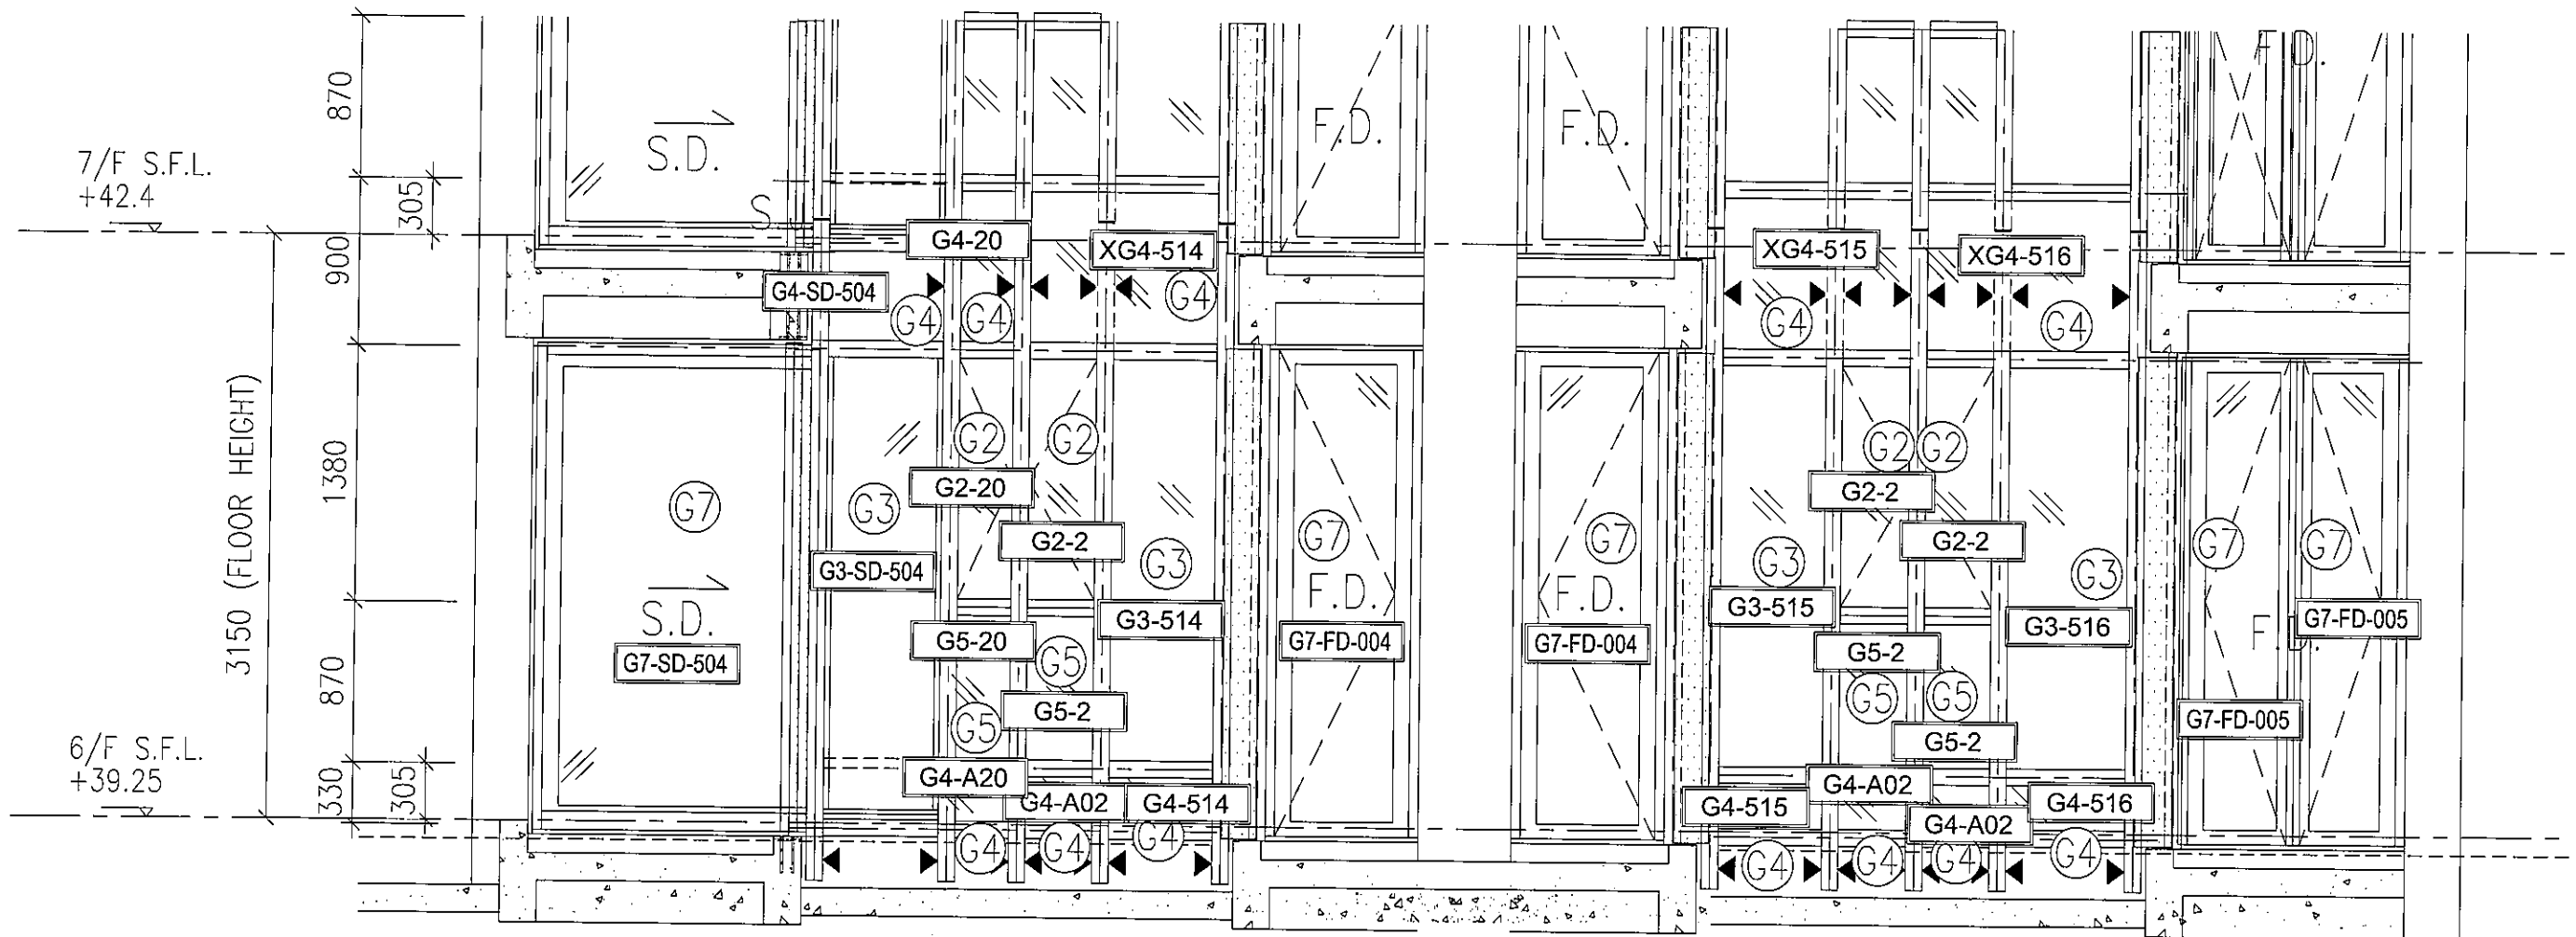 870
7/F S.F.L.
+42.4
305
900
3150 (FLOOR HEIGHT)
1380
870
6/F S.F.L.
+39.25
330
305
S.D.
S
F.D.
F.D.
F.D.
G4-20
XG4-514
XG4-515
XG4-516
G4-SD-504
G4
G4
G4
G4
G4
G2
G2
G2
G2
G2-20
G2-2
G2-2
G2-2
G7
G3
G3
G7
G7
G3
G3
G7
G7
G3-SD-504
G3-514
G3-515
G3-516
S.D.
F.D.
F.D.
F.D.
G7-SD-504
G5-20
G5
G7-FD-004
G7-FD-004
G5-2
G7-FD-005
G5
G5-2
G5
G5
G5-2
G7-FD-005
G4-A20
G4-A02
G4-514
G4-515
G4-A02
G4-A02
G4-516
G4
G4
G4
G4
G4
G4
G4